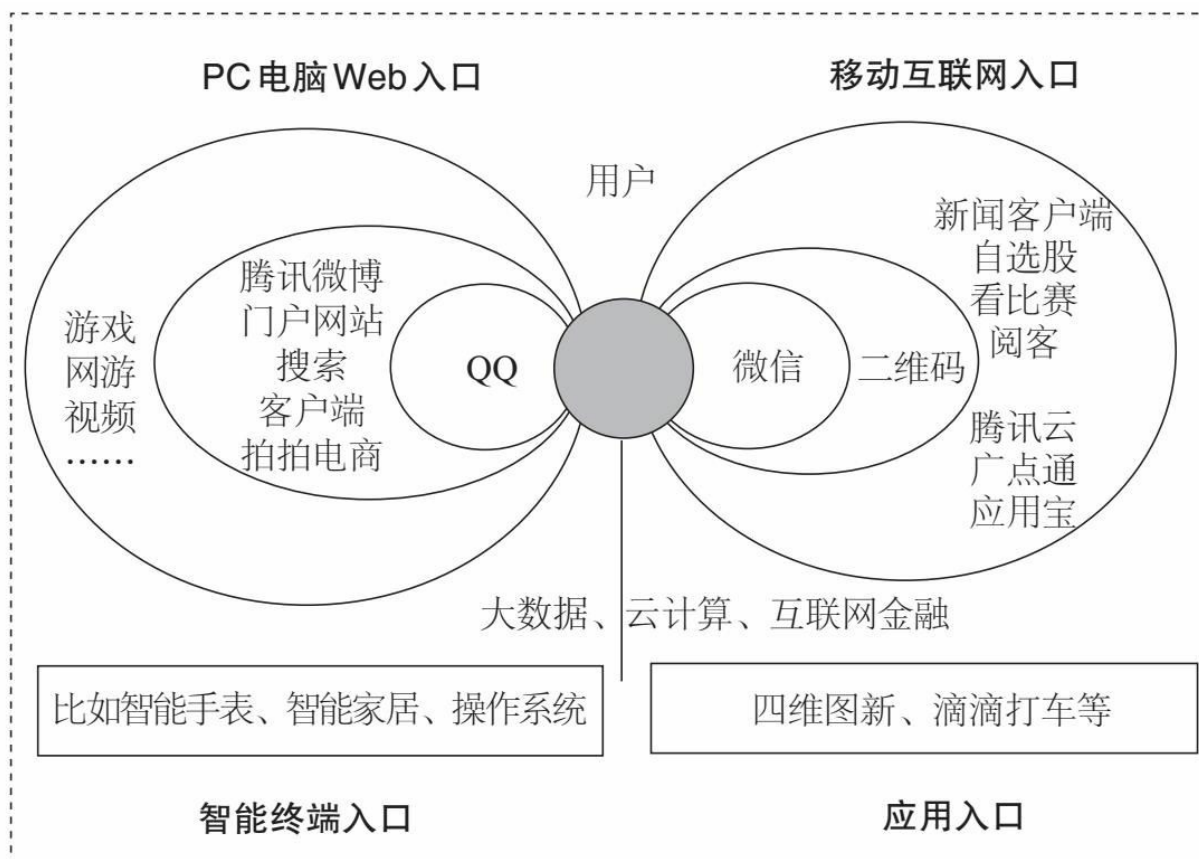 PC电脑Web入口
移动互联网入口
用户
游戏
网游
视频
……
腾讯微博
门户网站
搜索
客户端
拍拍电商
QQ
微信
二维码
新闻客户端
自选股
看比赛
阅客
腾讯云
广点通
应用宝
大数据、云计算、互联网金融
比如智能手表、智能家居、操作系统
四维图新、滴滴打车等
智能终端入口
应用入口